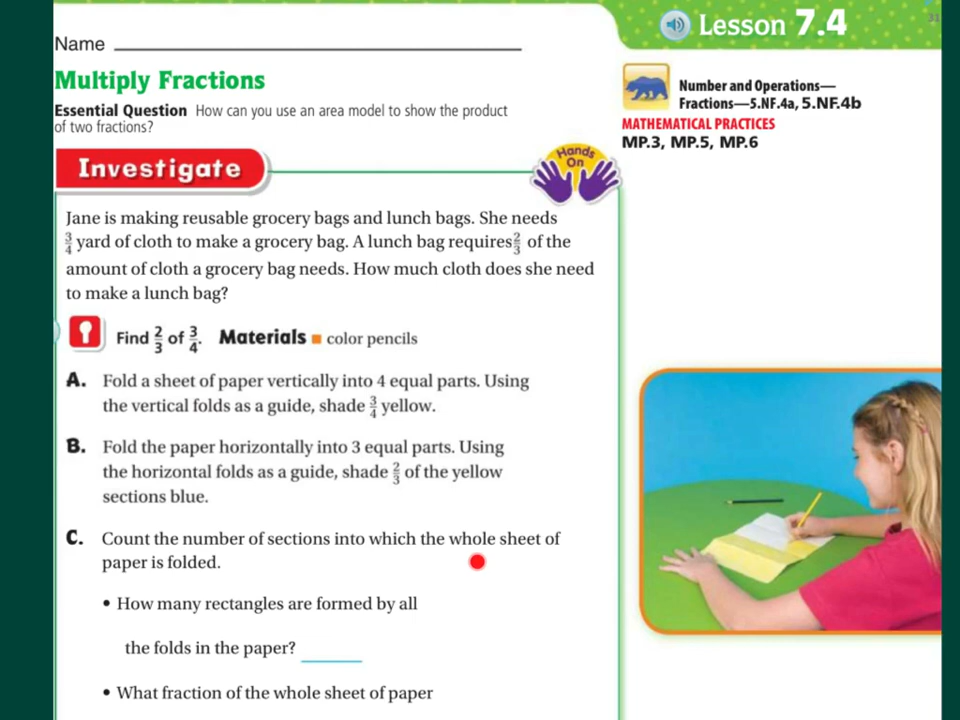 Lesson 7.4
31
Name
Multiply Fractions
Essential Question How can you use an area model to show the product
of two fractions?
Number and Operations—
Fractions—5.NF.4a, 5.NF.4b
MATHEMATICAL PRACTICES
MP.3, MP.5, MP.6
Investigate
Hands
On
Jane is making reusable grocery bags and lunch bags. She needs
3/4 yard of cloth to make a grocery bag. A lunch bag requires 2/3 of the
amount of cloth a grocery bag needs. How much cloth does she need
to make a lunch bag?
Find 2/3 of 3/4. Materials ■ color pencils
A. Fold a sheet of paper vertically into 4 equal parts. Using
the vertical folds as a guide, shade 3/4 yellow.
B. Fold the paper horizontally into 3 equal parts. Using
the horizontal folds as a guide, shade 2/3 of the yellow
sections blue.
C. Count the number of sections into which the whole sheet of
paper is folded.
• How many rectangles are formed by all
the folds in the paper?
• What fraction of the whole sheet of paper